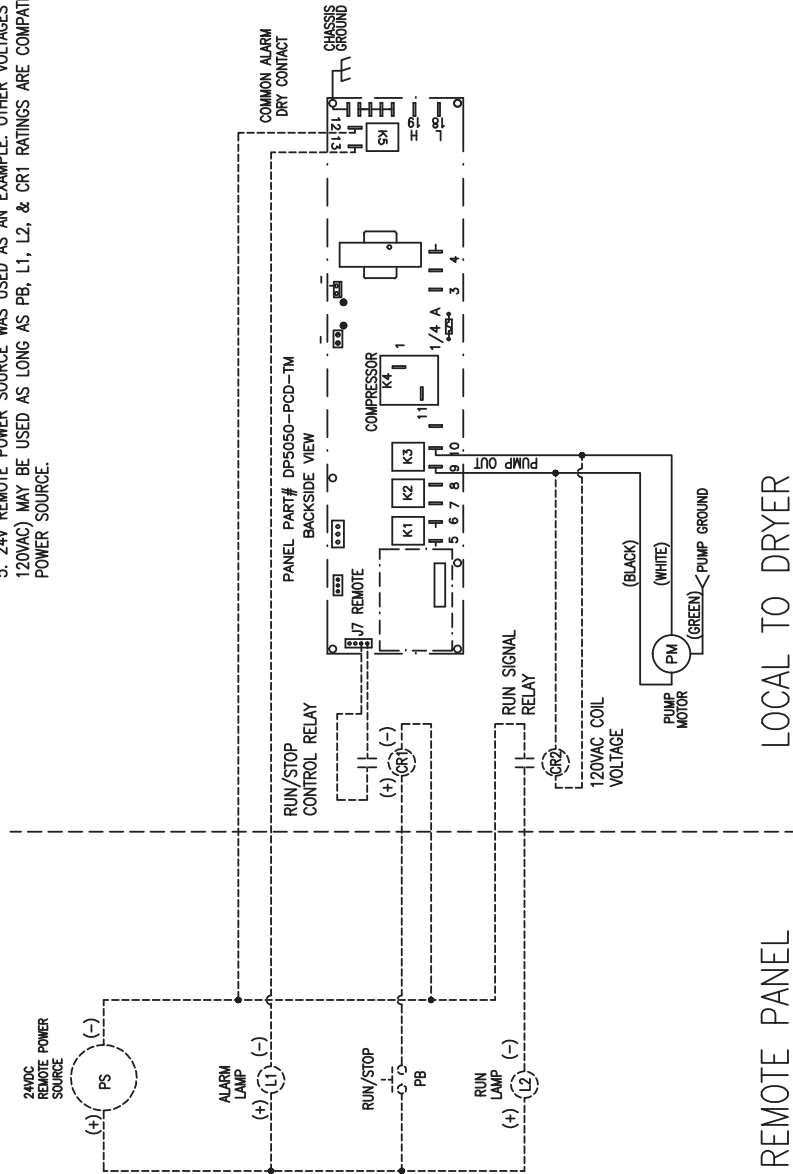 5. 24V REMOTE POWER SOURCE WAS USED AS AN EXAMPLE. OTHER VOLTAGES
120VAC) MAY BE USED AS LONG AS PB, L1, L2, & CR1 RATINGS ARE
POWER SOURCE.
24VDC
REMOTE POWER
SOURCE
(+)
PS
(-)
ALARM
LAMP
(+)
L1
(-)
RUN/STOP
PB
RUN
LAMP
(+)
L2
(-)
REMOTE PANEL
RUN/STOP
CONTROL RELAY
(+)
CR1
(-)
RUN SIGNAL
RELAY
CR2
120VAC COIL
VOLTAGE
PUMP
MOTOR
PM
(BLACK)
(WHITE)
(GREEN)
PUMP GROUND
LOCAL TO DRYER
PANEL PART# DP5050-PCD-TM
BACKSIDE VIEW
J7 REMOTE
K1
K2
K3
5
6
7
8
9
10
PUMP OUT
COMPRESSOR
K4
11
1
1/4 A
3
4
COMMON ALARM
DRY CONTACT
13
12
K5
H
19
L
18
CHASSIS
GROUND